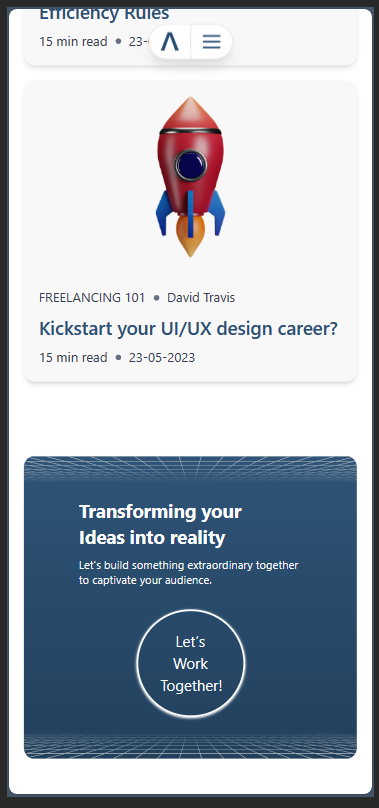 Efficiency Rules
15 min read ● 23-
FREELANCING 101 ● David Travis
Kickstart your UI/UX design career?
15 min read ● 23-05-2023
Transforming your
Ideas into reality
Let's build something extraordinary together
to captivate your audience.
Let's
Work
Together!